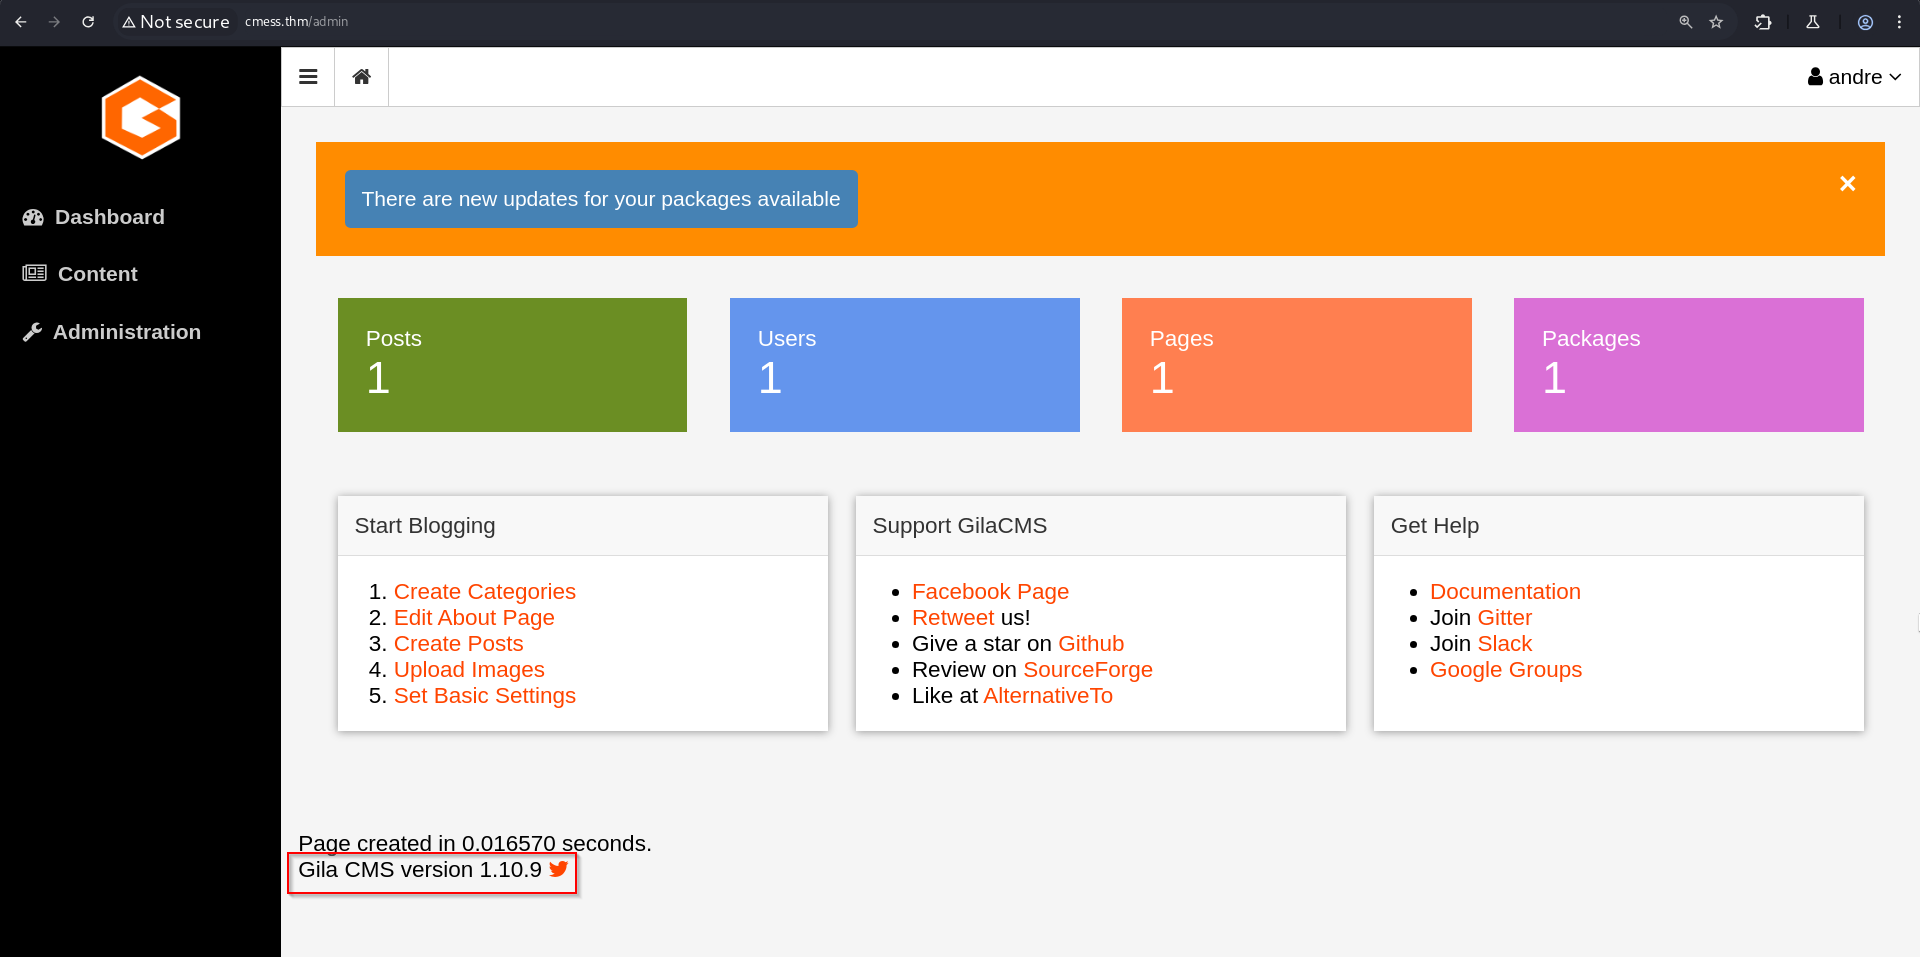 Not secure cmess.thm/admin
andre
Dashboard
Content
Administration
There are new updates for your packages available
Posts
1
Users
1
Pages
1
Packages
1
Start Blogging
1. Create Categories
2. Edit About Page
3. Create Posts
4. Upload Images
5. Set Basic Settings
Support GilaCMS
Facebook Page
Retweet us!
Give a star on Github
Review on SourceForge
Like at AlternativeTo
Get Help
Documentation
Join Gitter
Join Slack
Google Groups
Page created in 0.016570 seconds.
Gila CMS version 1.10.9